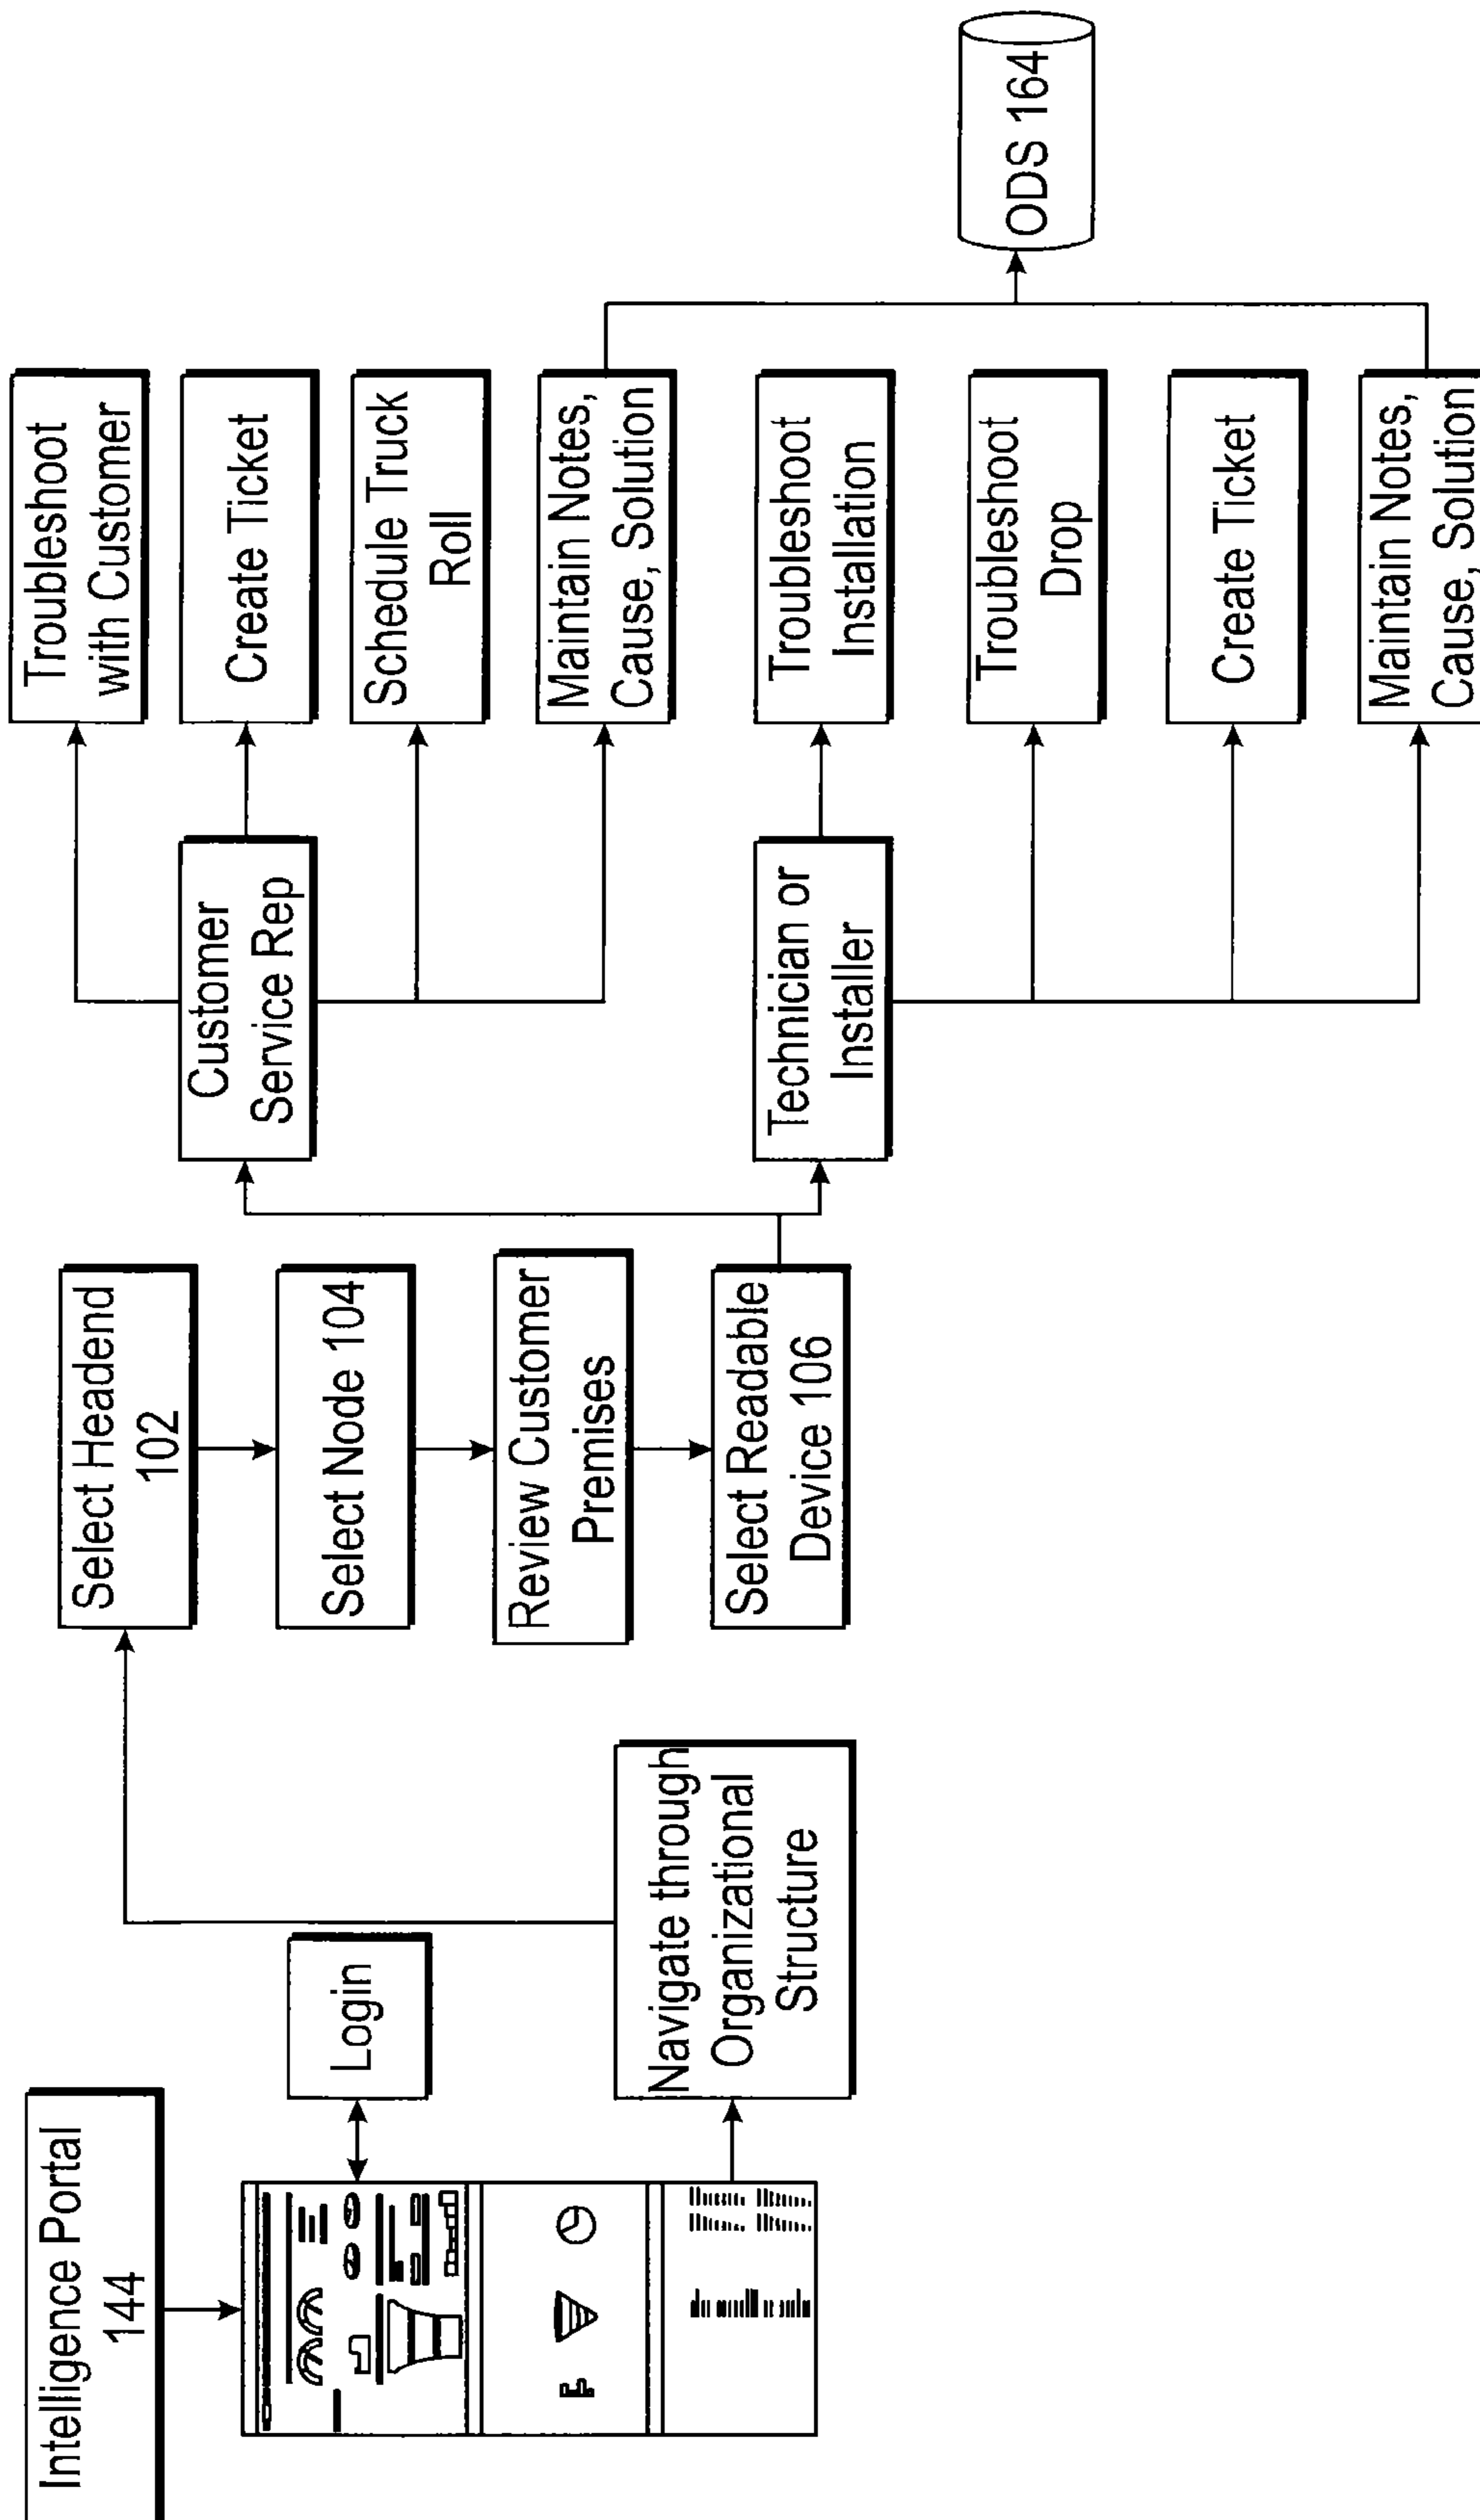 Intelligence Portal
144
Login
Navigate through
Organizational
Structure
Select Headend
102
Select Node 104
Review Customer
Premises
Select Readable
Device 106
Customer
Service Rep
Technician or
Installer
Troubleshoot
with Customer
Create Ticket
Schedule Truck
Roll
Maintain Notes,
Cause, Solution
Troubleshoot
Installation
Troubleshoot
Drop
Create Ticket
Maintain Notes,
Cause, Solution
ODS 164